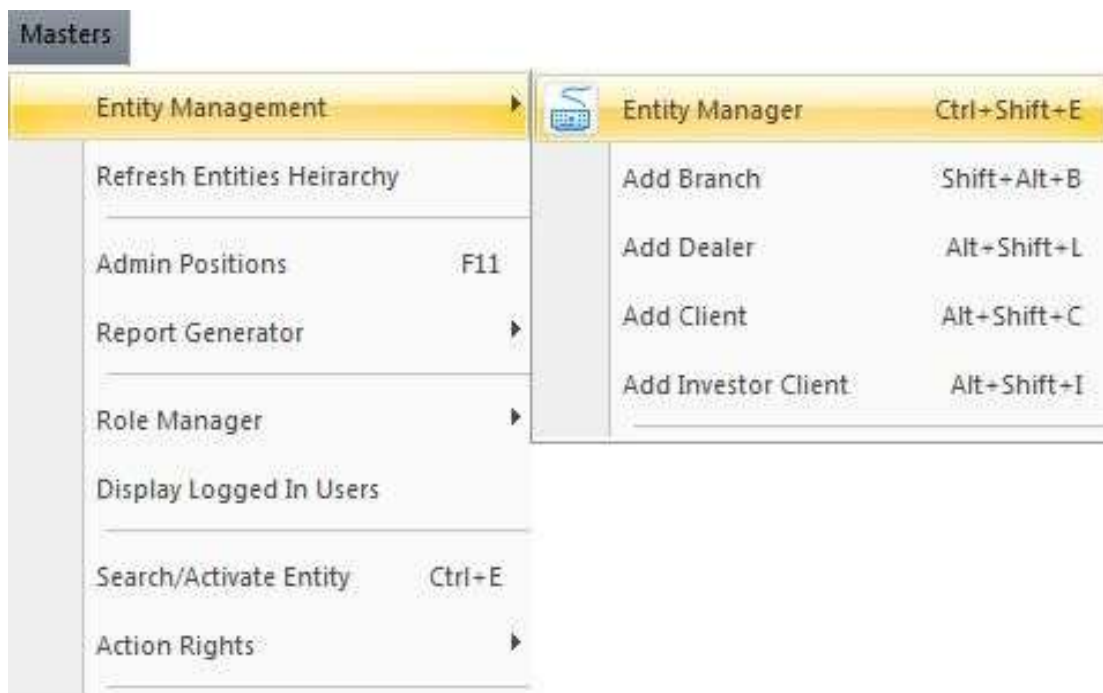 Masters
Entity Management
Refresh Entities Heirarchy
Admin Positions F11
Report Generator
Role Manager
Display Logged In Users
Search/Activate Entity Ctrl+E
Action Rights
Entity Manager Ctrl+Shift+E
Add Branch Shift+Alt+B
Add Dealer Alt+Shift+L
Add Client Alt+Shift+C
Add Investor Client Alt+Shift+I